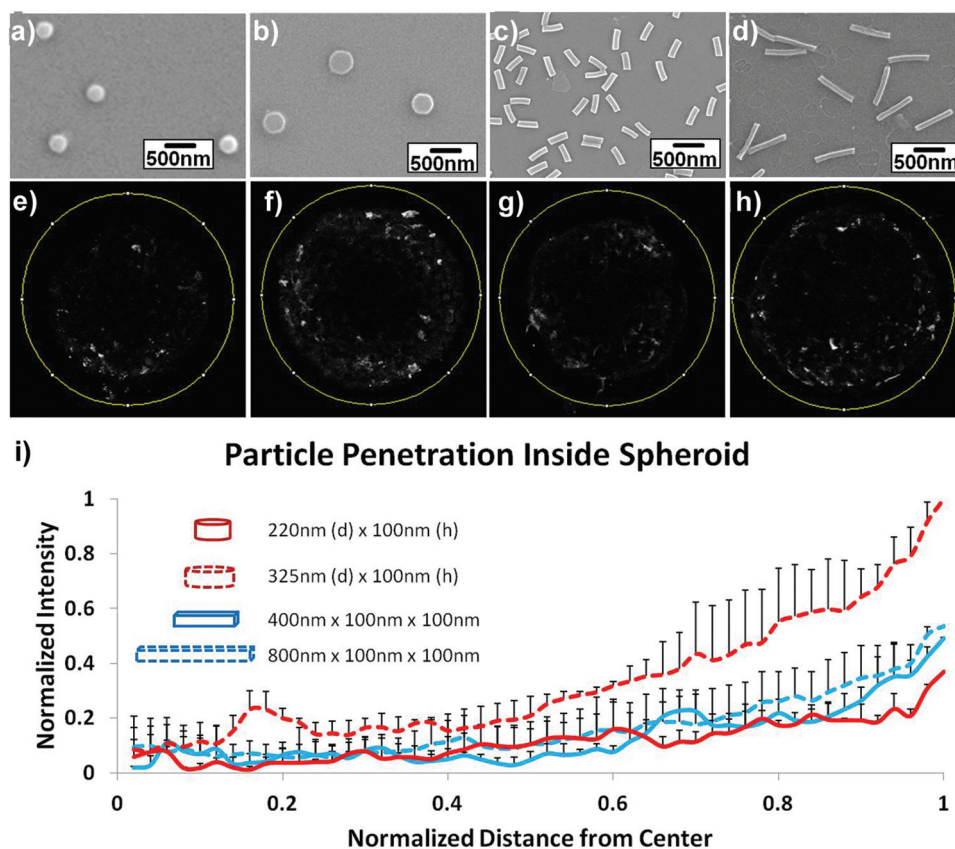 a)
b)
c)
d)
500nm
500nm
500nm
500nm
e)
f)
g)
h)
i)
Particle Penetration Inside Spheroid
Normalized Intensity
1
0.8
0.6
0.4
0.2
0
220nm (d) x 100nm (h)
325nm (d) x 100nm (h)
400nm x 100nm x 100nm
800nm x 100nm x 100nm
0
0.2
0.4
0.6
0.8
1
Normalized Distance from Center